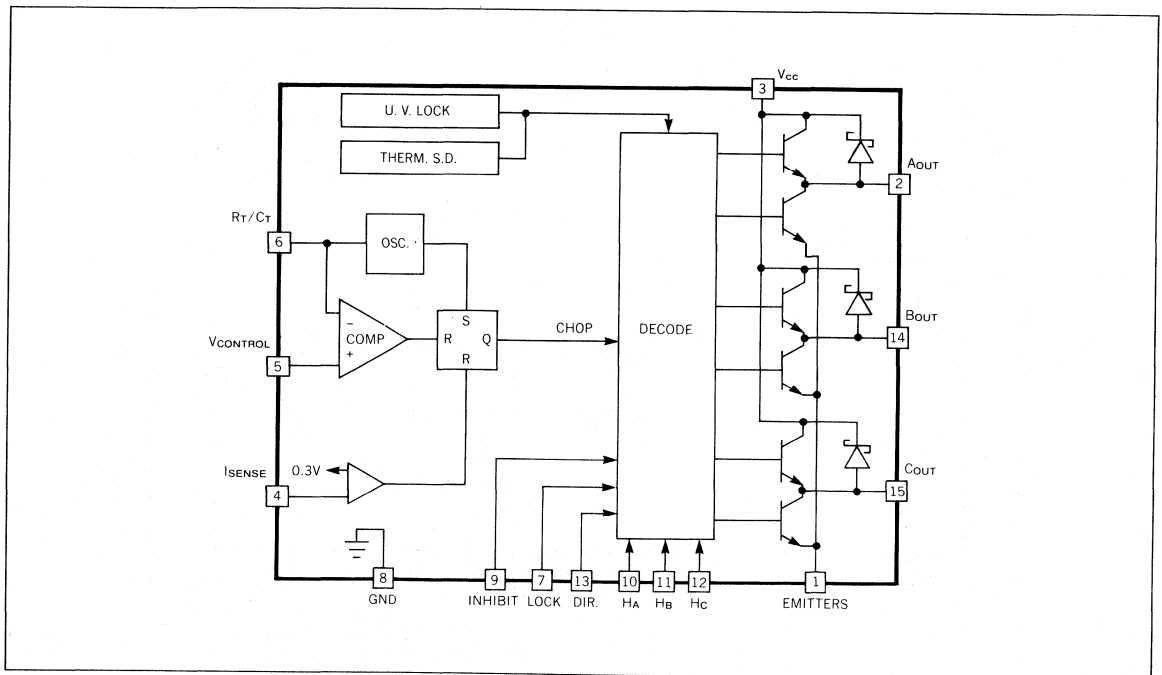 Vcc
3
U. V. LOCK
THERM. S.D.
AOUT
2
RT/CT
6
OSC.
S
R Q
R
−
COMP
+
CHOP
DECODE
VCONTROL
5
BOUT
14
ISENSE
4
0.3V
COUT
15
8
9
7
13
10
11
12
1
GND
INHIBIT
LOCK
DIR.
HA
HB
HC
EMITTERS